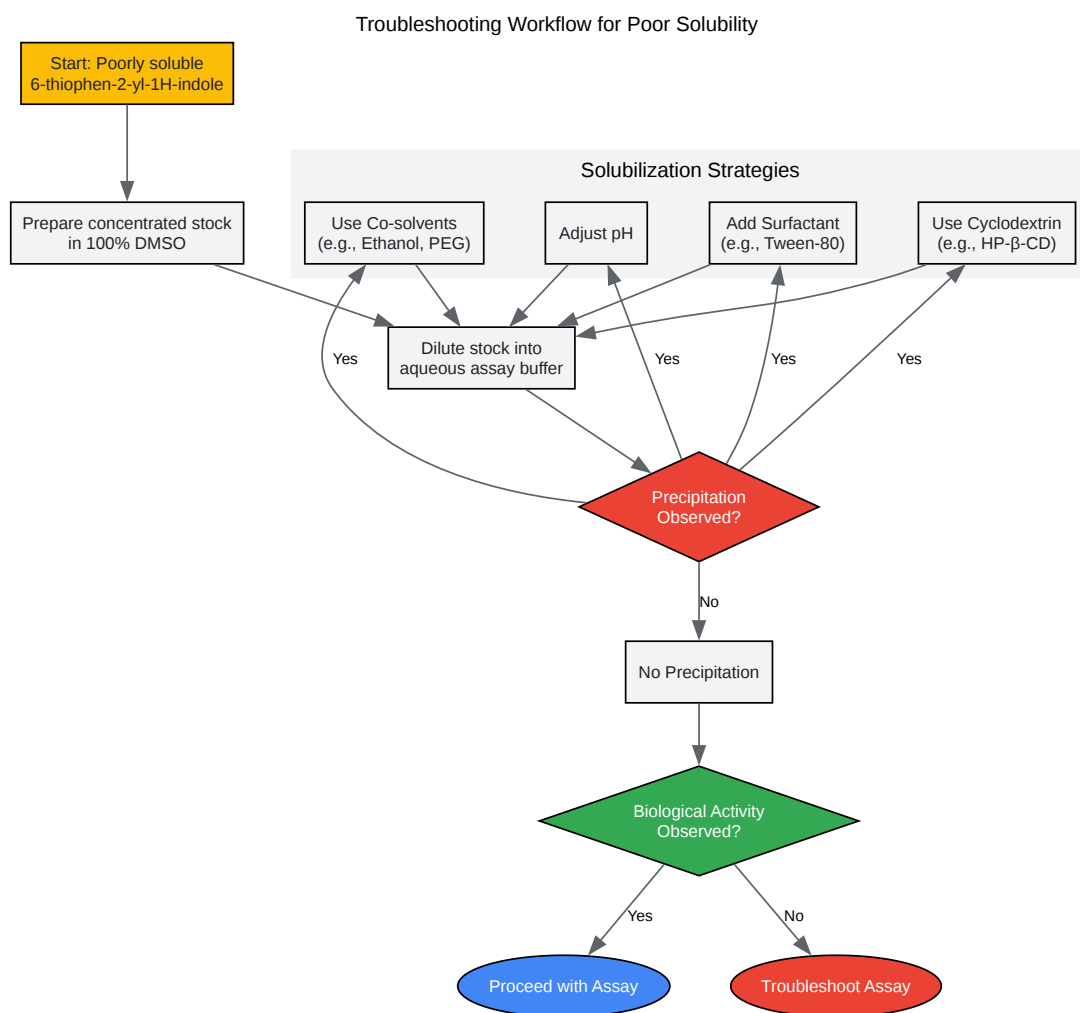 Troubleshooting Workflow for Poor Solubility
Start: Poorly soluble
6-thiophen-2-yl-1H-indole
Solubilization Strategies
Prepare concentrated stock
in 100% DMSO
Use Co-solvents
(e.g., Ethanol, PEG)
Adjust pH
Add Surfactant
(e.g., Tween-80)
Use Cyclodextrin
(e.g., HP-β-CD)
Dilute stock into
aqueous assay buffer
Yes
Yes
Yes
Yes
Precipitation
Observed?
No
No Precipitation
Biological Activity
Observed?
Yes
No
Proceed with Assay
Troubleshoot Assay